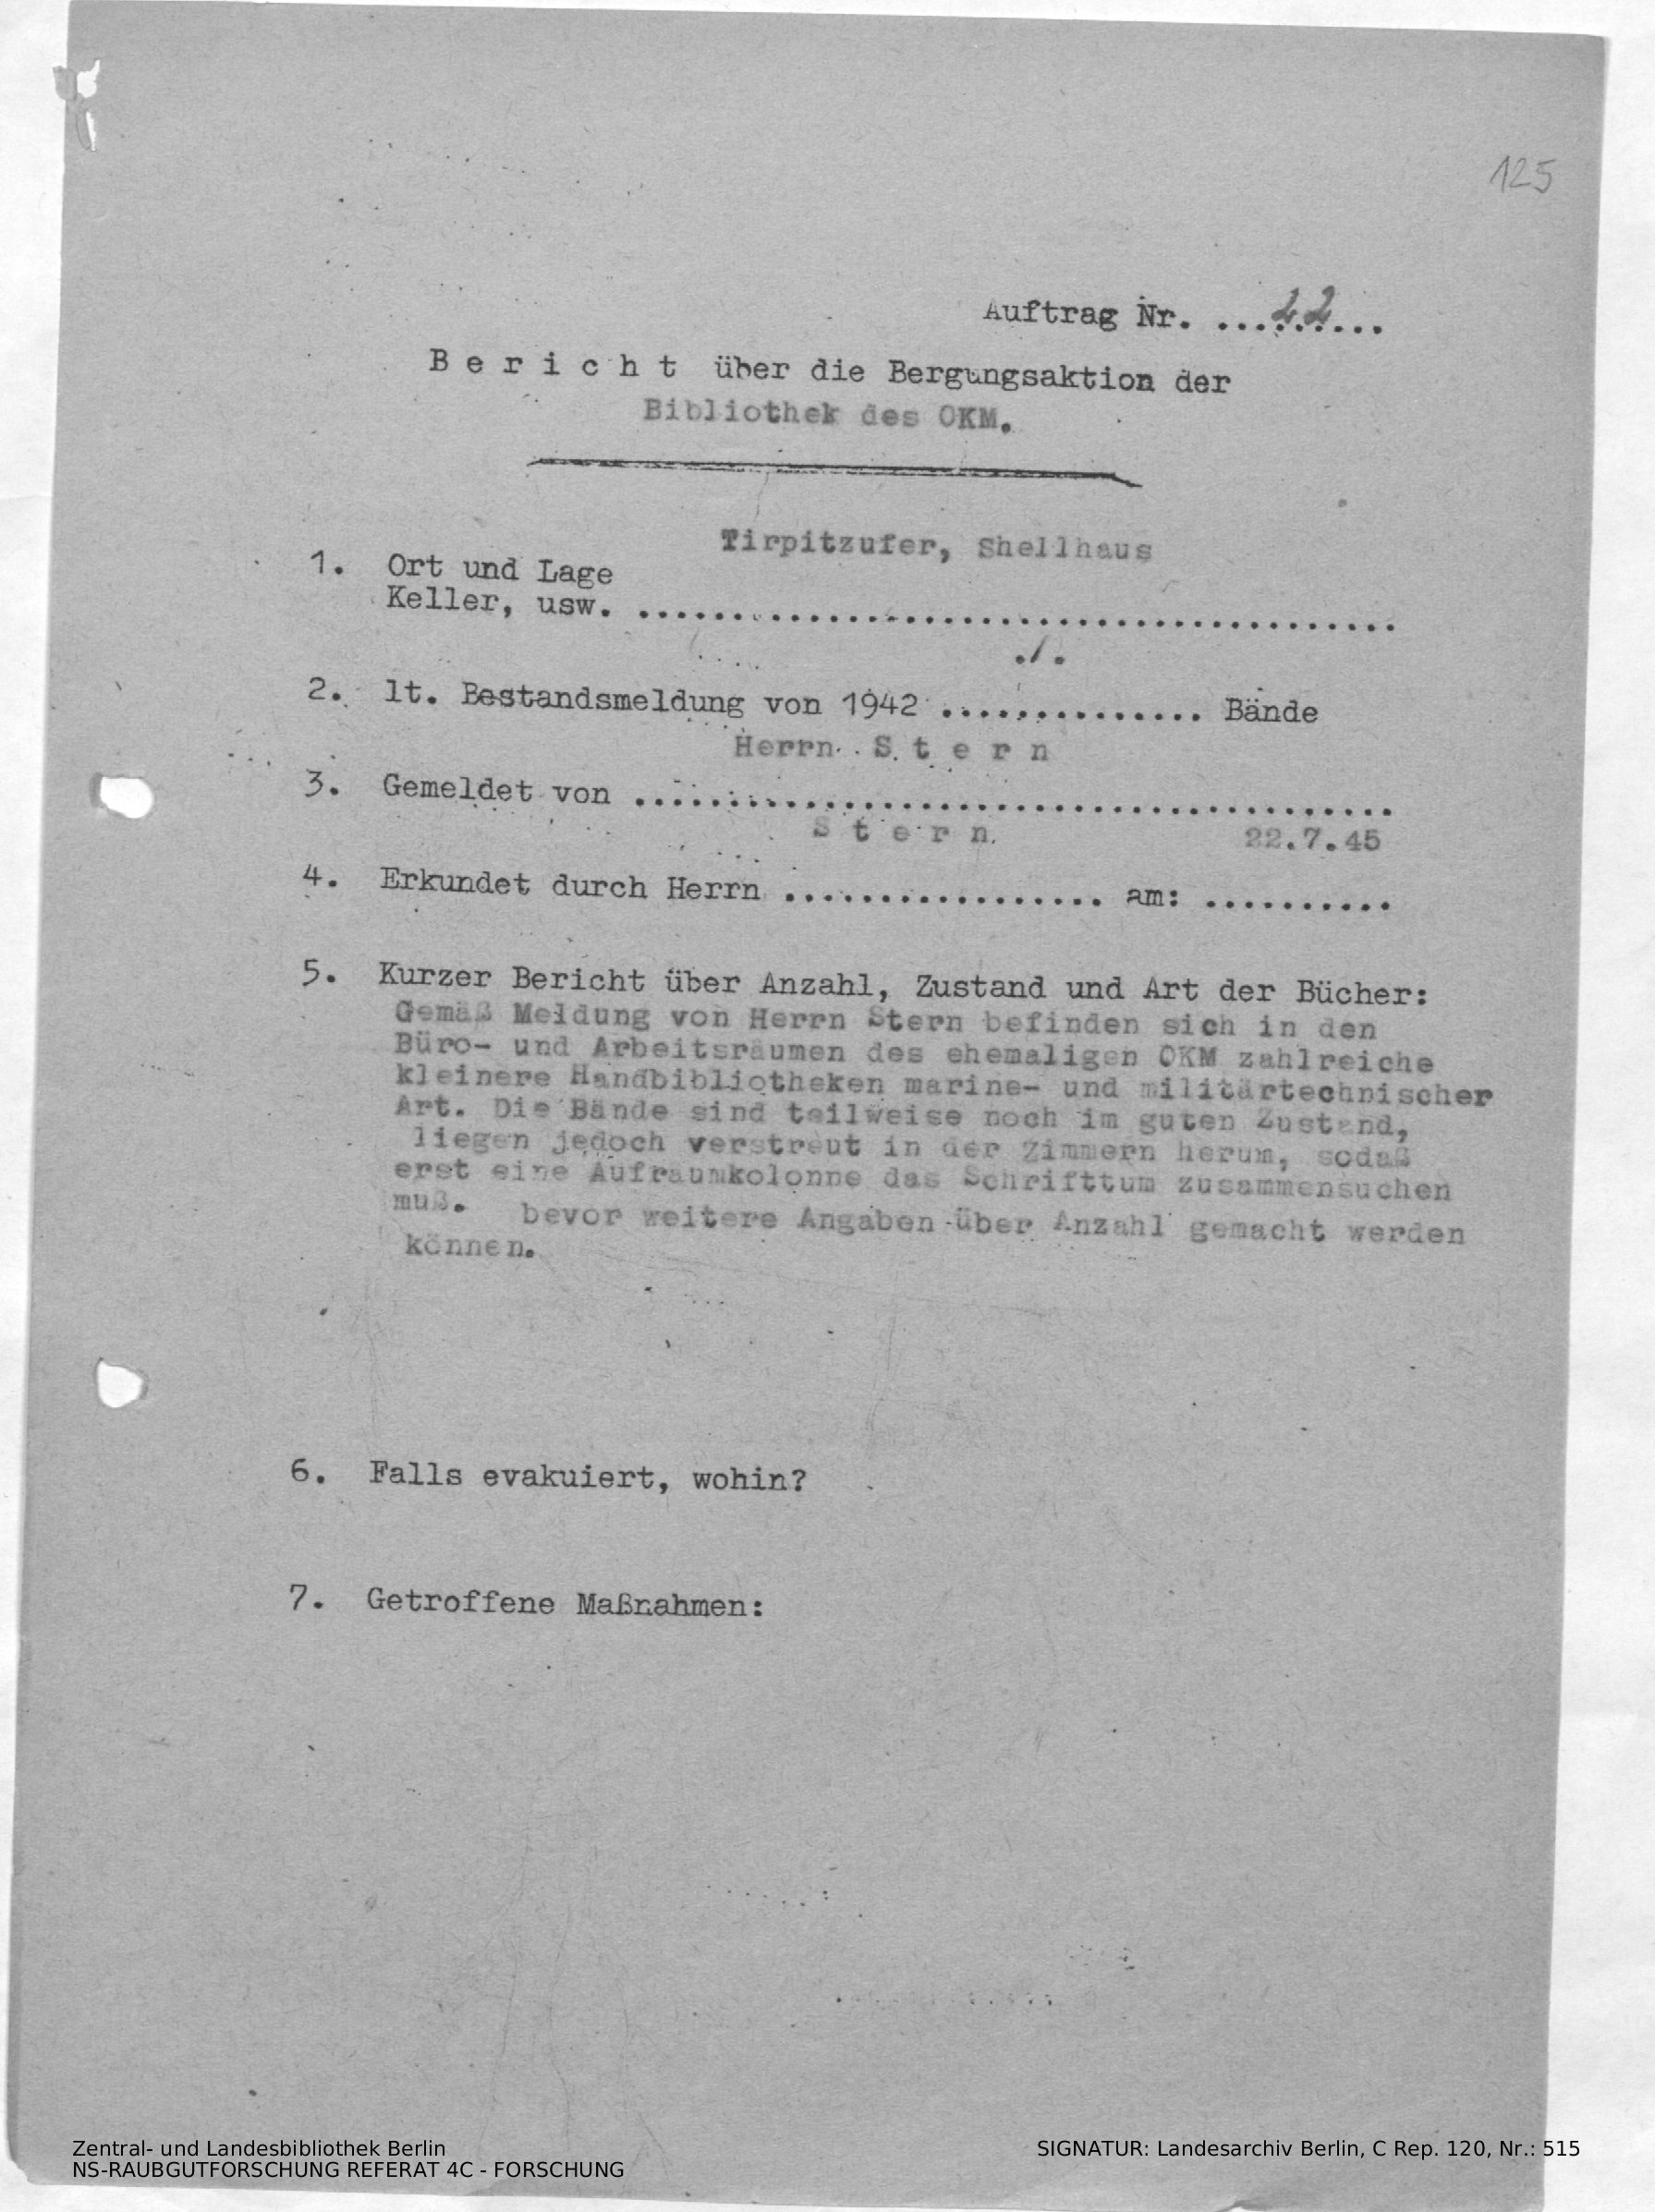 125
Auftrag Nr. ..22....
B e r i c h t über die Bergungsaktion der
Bibliothek des OKM.
Tirpitzufer, Shellhaus
1. Ort und Lage
Keller, usw. ........................................
./.
2. lt. Bestandsmeldung von 1942 .............. Bände
Herrn S t e r n
3. Gemeldet von ........................................
S t e r n. 22.7.45
4. Erkundet durch Herrn ................. am: ..........
5. Kurzer Bericht über Anzahl, Zustand und Art der Bücher:
Gemäß Meldung von Herrn Stern befinden sich in den
Büro- und Arbeitsräumen des ehemaligen OKM zahlreiche
kleinere Handbibliotheken marine- und militärtechnischer
Art. Die Bände sind teilweise noch im guten Zustand,
liegen jedoch verstreut in der Zimmern herum, sodaß
erst eine Aufraumkolonne das Schrifttum zusammensuchen
muß. bevor weitere Angaben über Anzahl gemacht werden
können.
6. Falls evakuiert, wohin?
7. Getroffene Maßnahmen:
Zentral- und Landesbibliothek Berlin
NS-RAUBGUTFORSCHUNG REFERAT 4C - FORSCHUNG
SIGNATUR: Landesarchiv Berlin, C Rep. 120, Nr.: 515